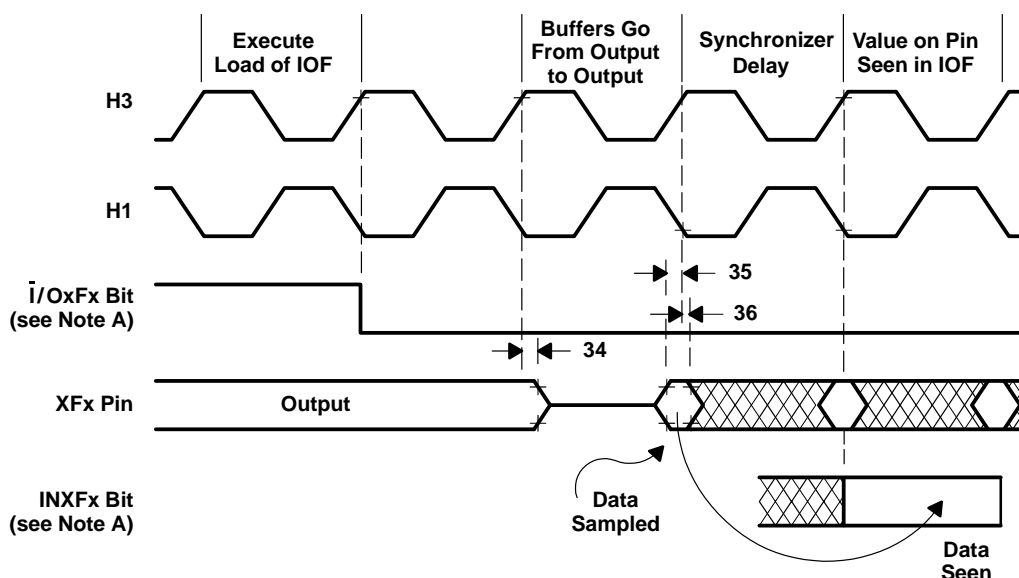 Execute
Load of IOF
Buffers Go
From Output
to Output
Synchronizer
Delay
Value on Pin
Seen in IOF
H3
H1
35
Ī/OxFx Bit
(see Note A)
36
34
XFx Pin
Output
INXFx Bit
(see Note A)
Data
Sampled
Data
Seen